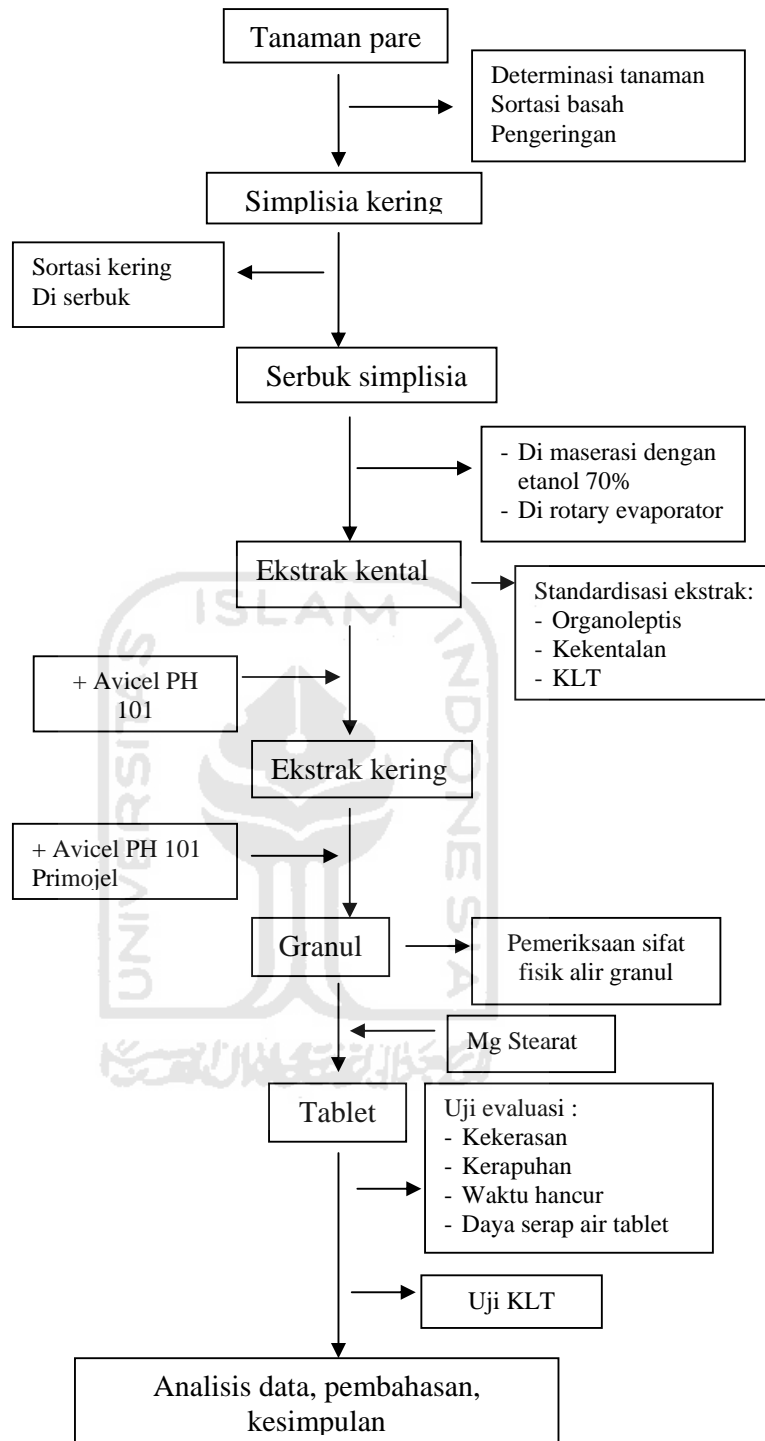 Tanaman pare
Determinasi tanaman
Sortasi basah
Pengeringan
Simplisia kering
Sortasi kering
Di serbuk
Serbuk simplisia
- Di maserasi dengan
etanol 70%
- Di rotary evaporator
Ekstrak kental
Standardisasi ekstrak:
- Organoleptis
- Kekentalan
- KLT
+ Avicel PH
101
Ekstrak kering
+ Avicel PH 101
Primojel
Granul
Pemeriksaan sifat
fisik alir granul
Mg Stearat
Tablet
Uji evaluasi :
- Kekerasan
- Kerapuhan
- Waktu hancur
- Daya serap air tablet
Uji KLT
Analisis data, pembahasan,
kesimpulan
UNIVERSITAS
ISLAM
INDONESIA